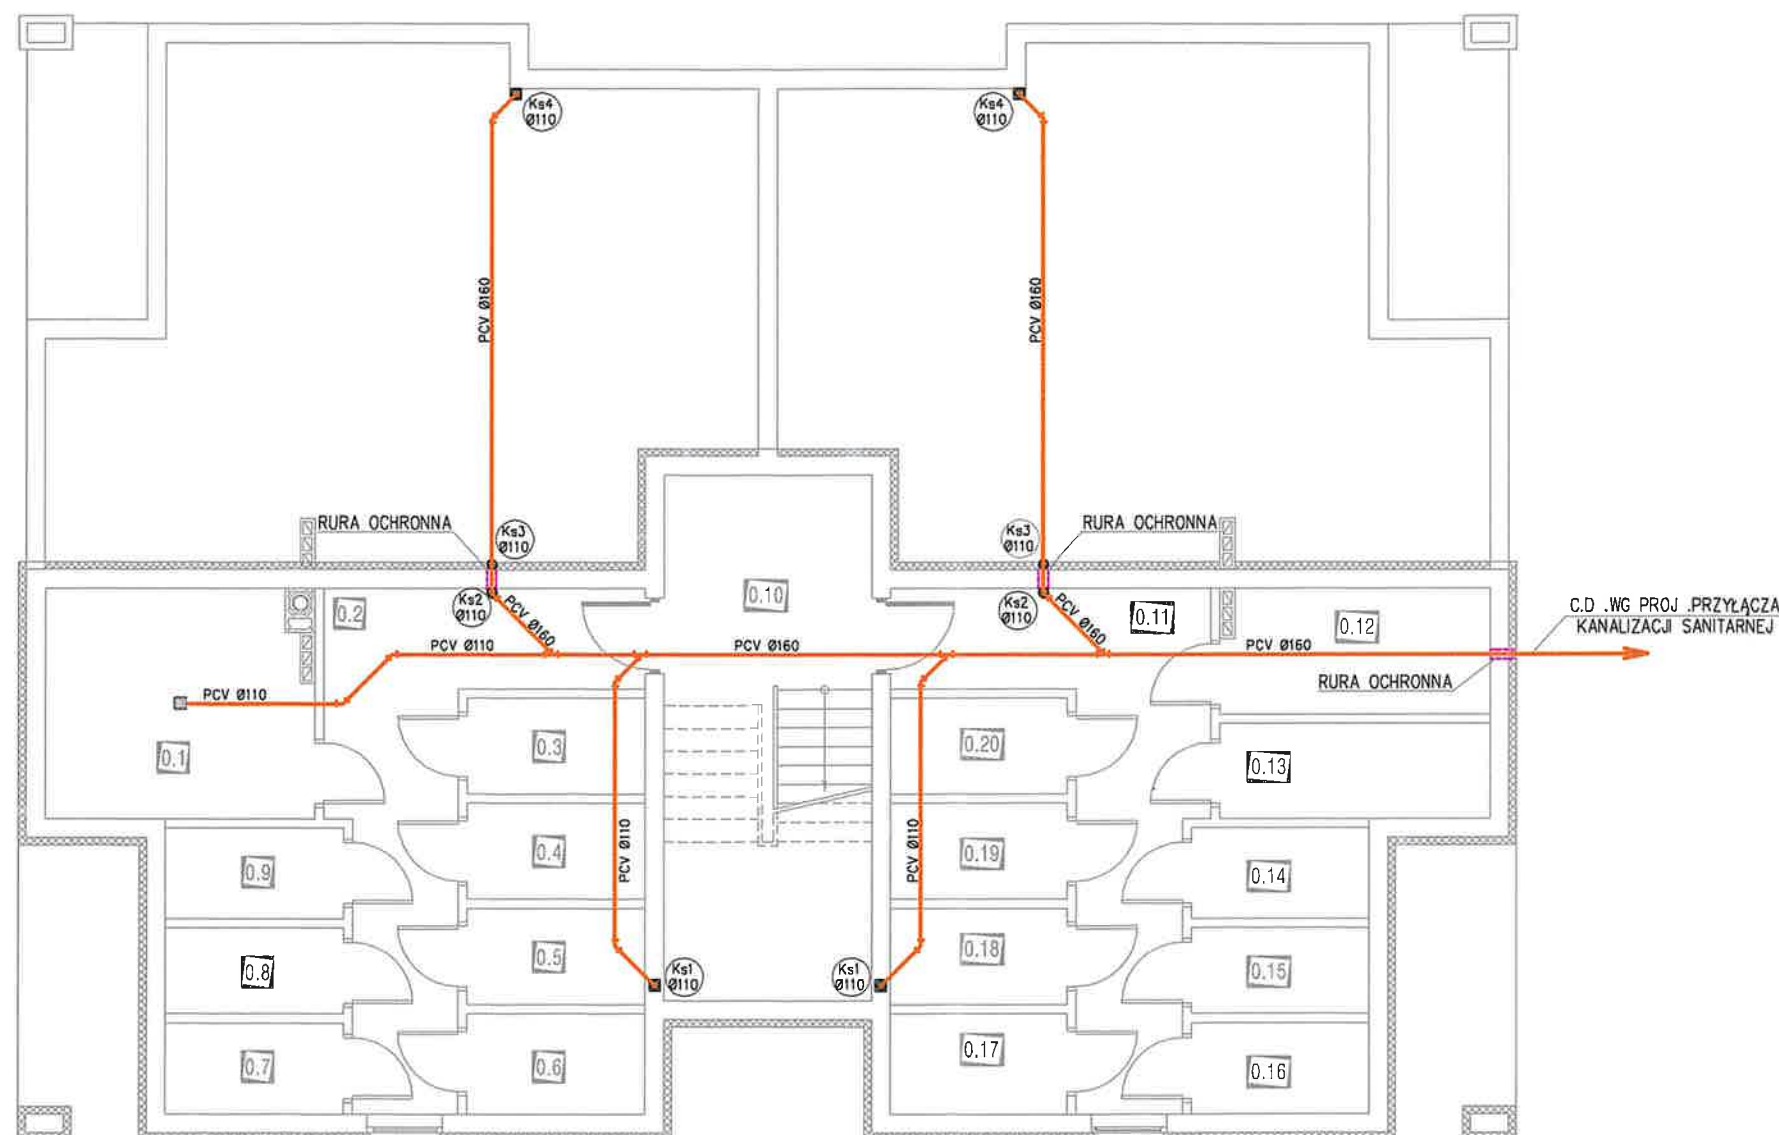 Ks4
Ø110
Ks4
Ø110
PCV Ø160
PCV Ø160
RURA OCHRONNA
Ks3
Ø110
Ks3
Ø110
RURA OCHRONNA
0.2
Ks2
Ø110
PCV Ø160
0.10
Ks2
Ø110
PCV Ø160
0.11
0.12
C.D .WG PROJ .PRZYŁĄCZA
KANALIZACJI SANITARNEJ
PCV Ø110
PCV Ø160
PCV Ø160
RURA OCHRONNA
PCV Ø110
0.1
0.3
0.20
0.13
0.4
PCV Ø110
PCV Ø110
0.19
0.9
0.14
0.8
0.5
0.18
0.15
Ks1
Ø110
Ks1
Ø110
0.7
0.6
0.17
0.16